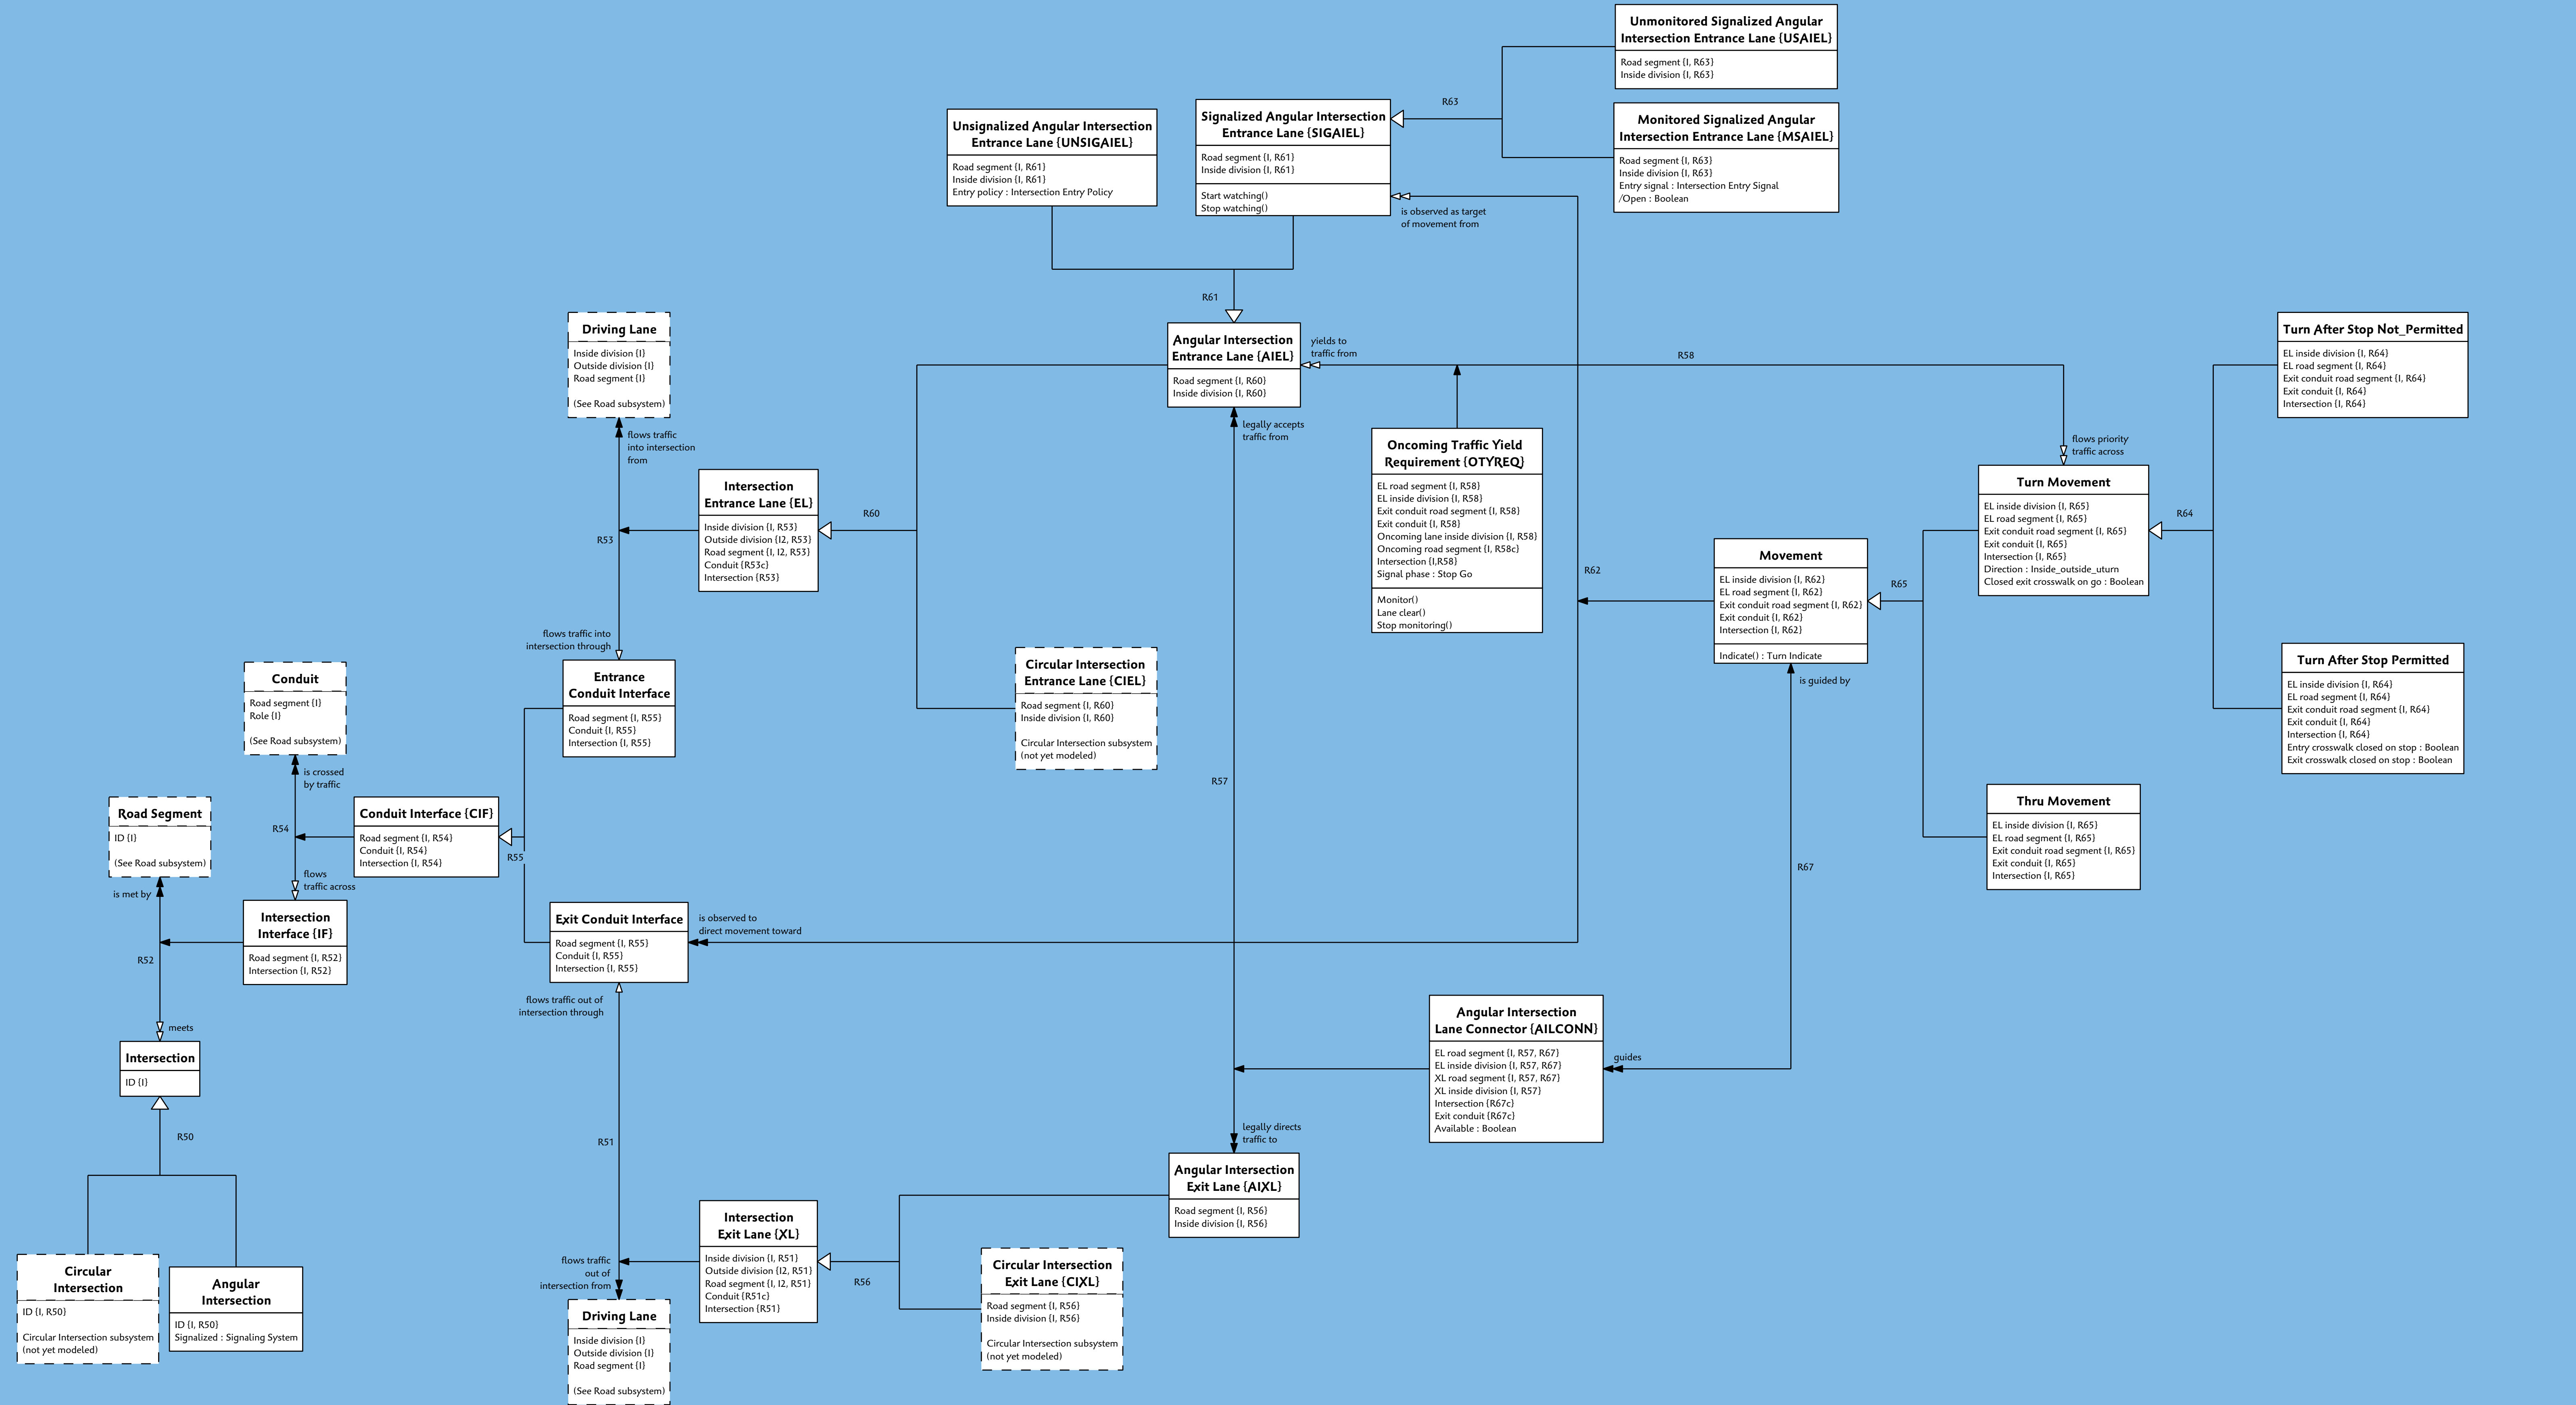 Unmonitored Signalized Angular
Intersection Entrance Lane {USAIEL}
Road segment {I, R63}
Inside division {I, R63}
Monitored Signalized Angular
Intersection Entrance Lane {MSAIEL}
Road segment {I, R63}
Inside division {I, R63}
Entry signal : Intersection Entry Signal
/Open : Boolean
R63
Unsignalized Angular Intersection
Entrance Lane {UNSIGAIEL}
Road segment {I, R61}
Inside division {I, R61}
Entry policy : Intersection Entry Policy
Signalized Angular Intersection
Entrance Lane {SIGAIEL}
Road segment {I, R61}
Inside division {I, R61}
Start watching()
Stop watching()
is observed as target
of movement from
R61
Driving Lane
Inside division {I}
Outside division {I}
Road segment {I}
(See Road subsystem)
Angular Intersection
Entrance Lane {AIEL}
Road segment {I, R60}
Inside division {I, R60}
yields to
traffic from
R58
legally accepts
traffic from
Turn After Stop Not_Permitted
EL inside division {I, R64}
EL road segment {I, R64}
Exit conduit road segment {I, R64}
Exit conduit {I, R64}
Intersection {I, R64}
flows traffic
into intersection
from
Intersection
Entrance Lane {EL}
Inside division {I, R53}
Outside division {I2, R53}
Road segment {I, I2, R53}
Conduit {R53c}
Intersection {R53}
R60
R53
Oncoming Traffic Yield
Requirement {OTYREQ}
EL road segment {I, R58}
EL inside division {I, R58}
Exit conduit road segment {I, R58}
Exit conduit {I, R58}
Oncoming lane inside division {I, R58}
Oncoming road segment {I, R58c}
Intersection {I,R58}
Signal phase : Stop Go
Monitor()
Lane clear()
Stop monitoring()
flows priority
traffic across
Turn Movement
EL inside division {I, R65}
EL road segment {I, R65}
Exit conduit road segment {I, R65}
Exit conduit {I, R65}
Intersection {I, R65}
Direction : Inside_outside_uturn
Closed exit crosswalk on go : Boolean
R64
R62
Movement
EL inside division {I, R62}
EL road segment {I, R62}
Exit conduit road segment {I, R62}
Exit conduit {I, R62}
Intersection {I, R62}
Indicate() : Turn Indicate
R65
is guided by
Turn After Stop Permitted
EL inside division {I, R64}
EL road segment {I, R64}
Exit conduit road segment {I, R64}
Exit conduit {I, R64}
Intersection {I, R64}
Entry crosswalk closed on stop : Boolean
Exit crosswalk closed on stop : Boolean
flows traffic into
intersection through
Entrance
Conduit Interface
Road segment {I, R55}
Conduit {I, R55}
Intersection {I, R55}
Circular Intersection
Entrance Lane {CIEL}
Road segment {I, R60}
Inside division {I, R60}
Circular Intersection subsystem
(not yet modeled)
Conduit
Road segment {I}
Role {I}
(See Road subsystem)
is crossed
by traffic
R57
Thru Movement
EL inside division {I, R65}
EL road segment {I, R65}
Exit conduit road segment {I, R65}
Exit conduit {I, R65}
Intersection {I, R65}
Road Segment
ID {I}
(See Road subsystem)
R54
Conduit Interface {CIF}
Road segment {I, R54}
Conduit {I, R54}
Intersection {I, R54}
R55
R67
is met by
flows
traffic across
Intersection
Interface {IF}
Road segment {I, R52}
Intersection {I, R52}
R52
meets
Exit Conduit Interface
Road segment {I, R55}
Conduit {I, R55}
Intersection {I, R55}
is observed to
direct movement toward
flows traffic out of
intersection through
Intersection
ID {I}
R50
R51
Angular Intersection
Lane Connector {AILCONN}
EL road segment {I, R57, R67}
EL inside division {I, R57, R67}
XL road segment {I, R57, R67}
XL inside division {I, R57}
Intersection {R67c}
Exit conduit {R67c}
Available : Boolean
guides
legally directs
traffic to
Angular Intersection
Exit Lane {AIXL}
Road segment {I, R56}
Inside division {I, R56}
Intersection
Exit Lane {XL}
Inside division {I, R51}
Outside division {I2, R51}
Road segment {I, I2, R51}
Conduit {R51c}
Intersection {R51}
R56
flows traffic
out of
intersection from
Circular Intersection
Exit Lane {CIXL}
Road segment {I, R56}
Inside division {I, R56}
Circular Intersection subsystem
(not yet modeled)
Circular
Intersection
ID {I, R50}
Circular Intersection subsystem
(not yet modeled)
Angular
Intersection
ID {I, R50}
Signalized : Signaling System
Driving Lane
Inside division {I}
Outside division {I}
Road segment {I}
(See Road subsystem)